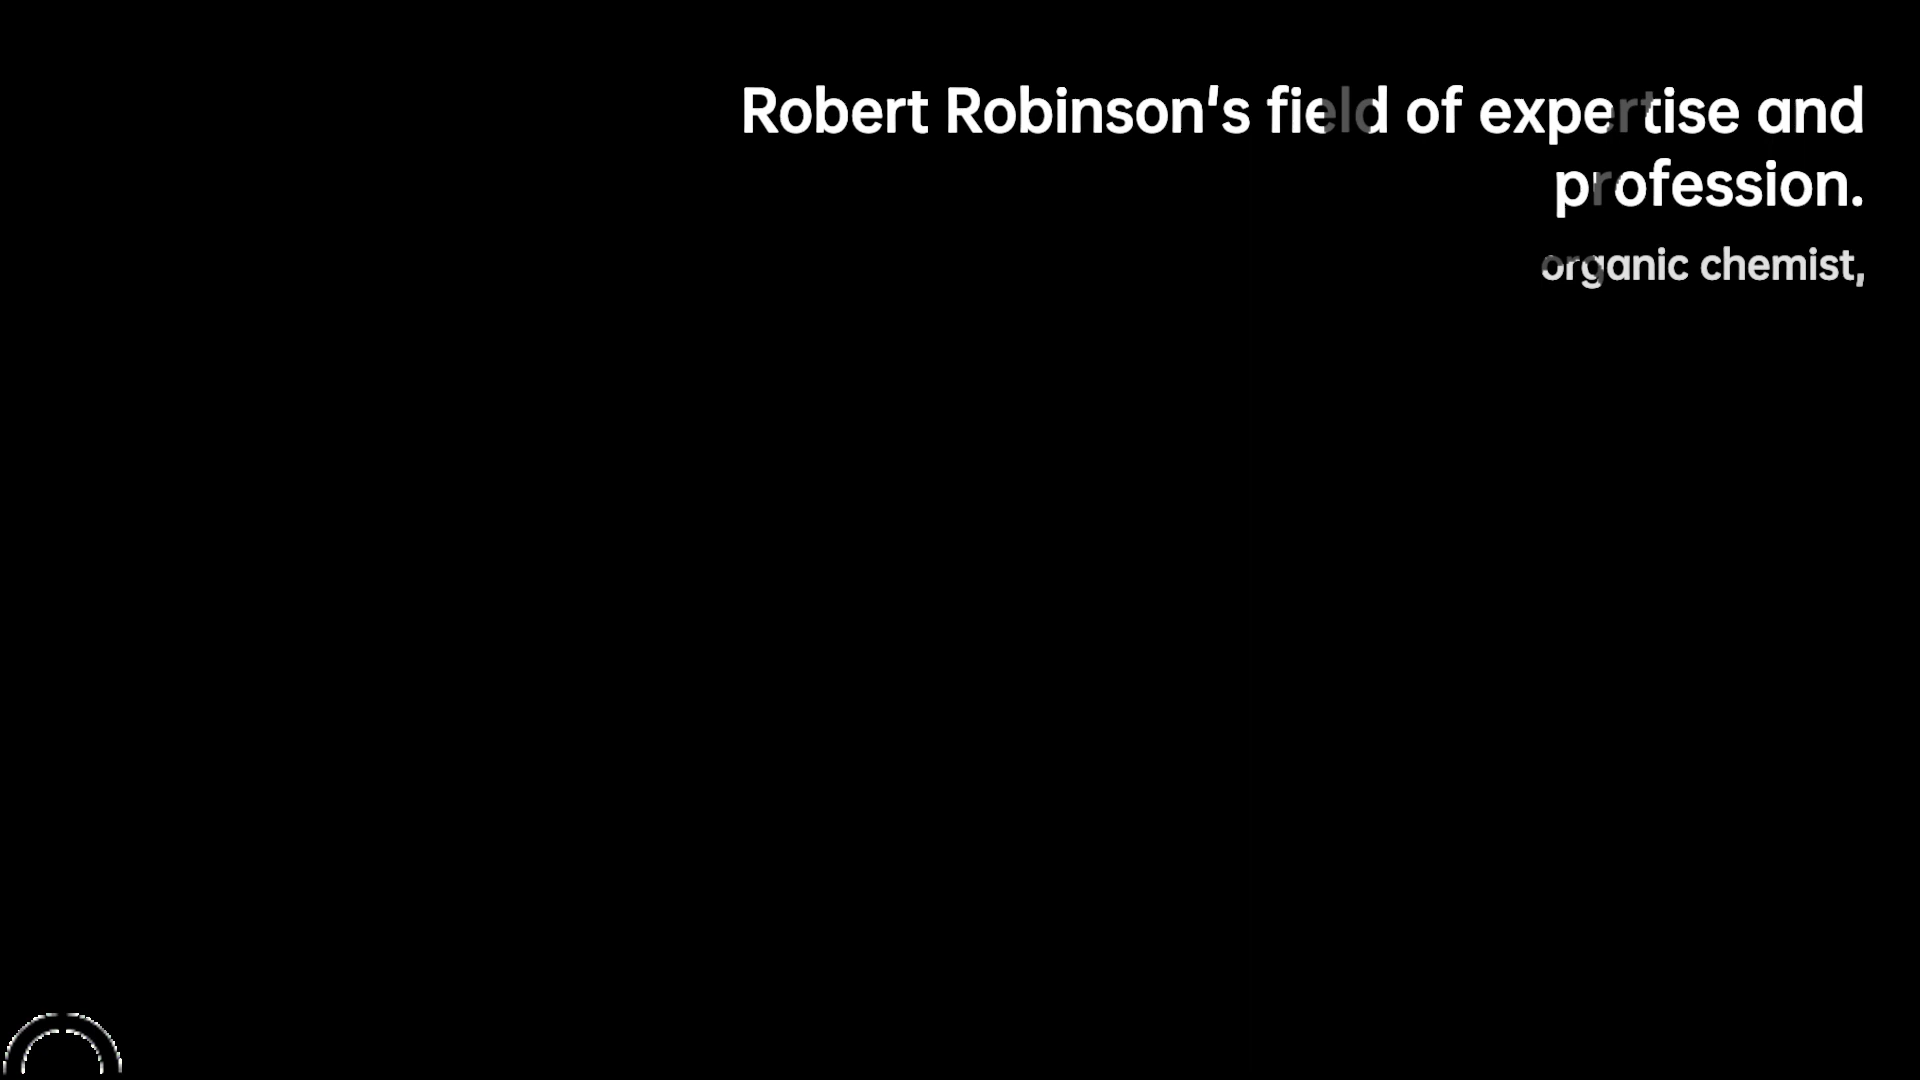 Robert Robinson's field of expertise and
profession.
organic chemist,